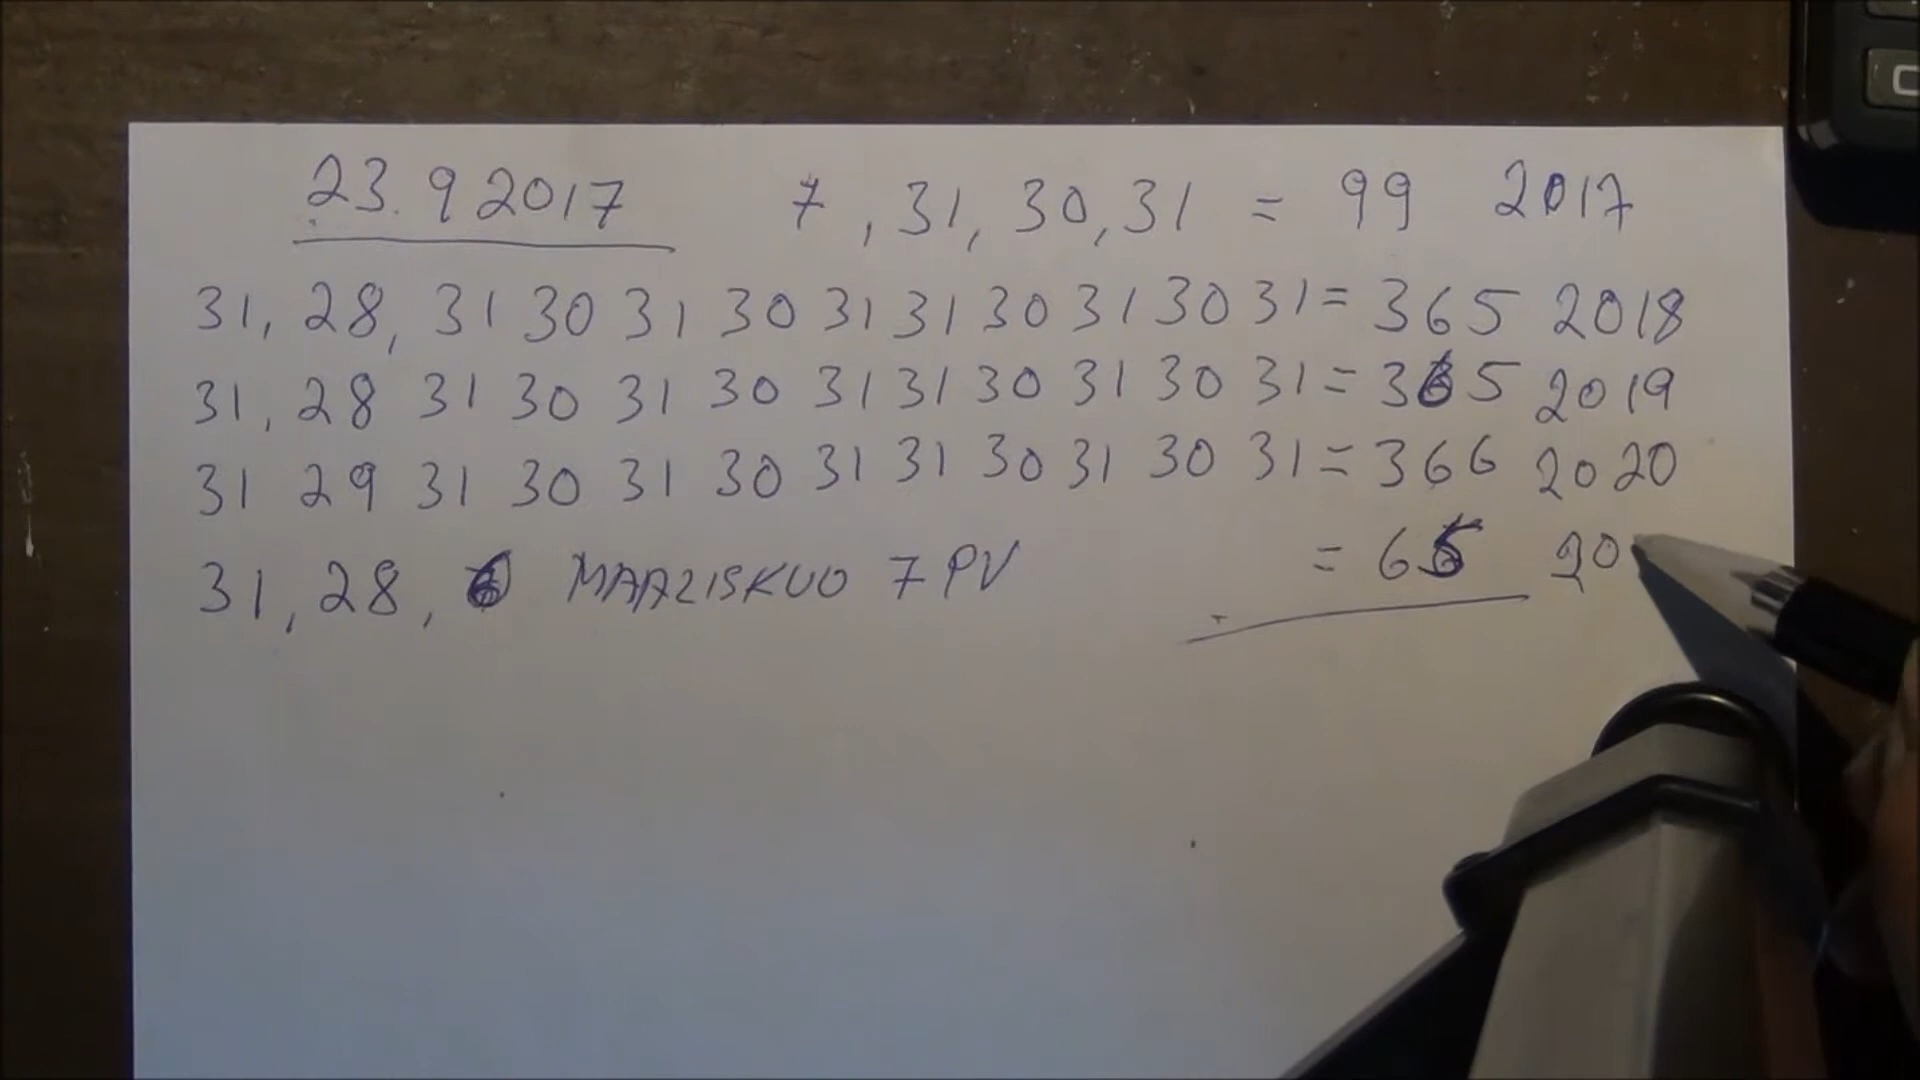 23.9 2017 7, 31, 30, 31 = 99 2017
31, 28, 31 30 31 30 31 31 30 31 30 31 = 365 2018
31, 28 31 30 31 30 31 31 30 31 30 31 = 365 2019
31 29 31 30 31 30 31 31 30 31 30 31 = 366 2020
31, 28, 6 MAAZISKUO 7 PV = 65 20
C